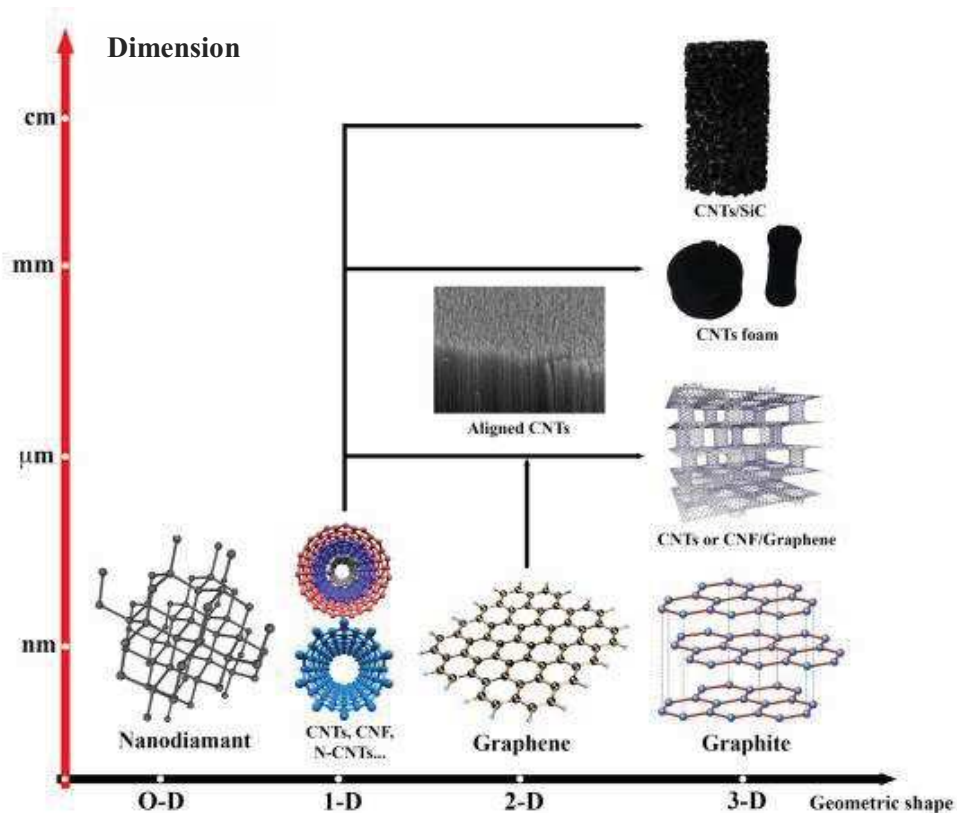 Dimension
cm
CNTs/SiC
mm
CNTs foam
Aligned CNTs
μm
CNTs or CNF/Graphene
nm
Nanodiamant
CNTs, CNF,
N-CNTs...
Graphene
Graphite
O-D
1-D
2-D
3-D
Geometric shape